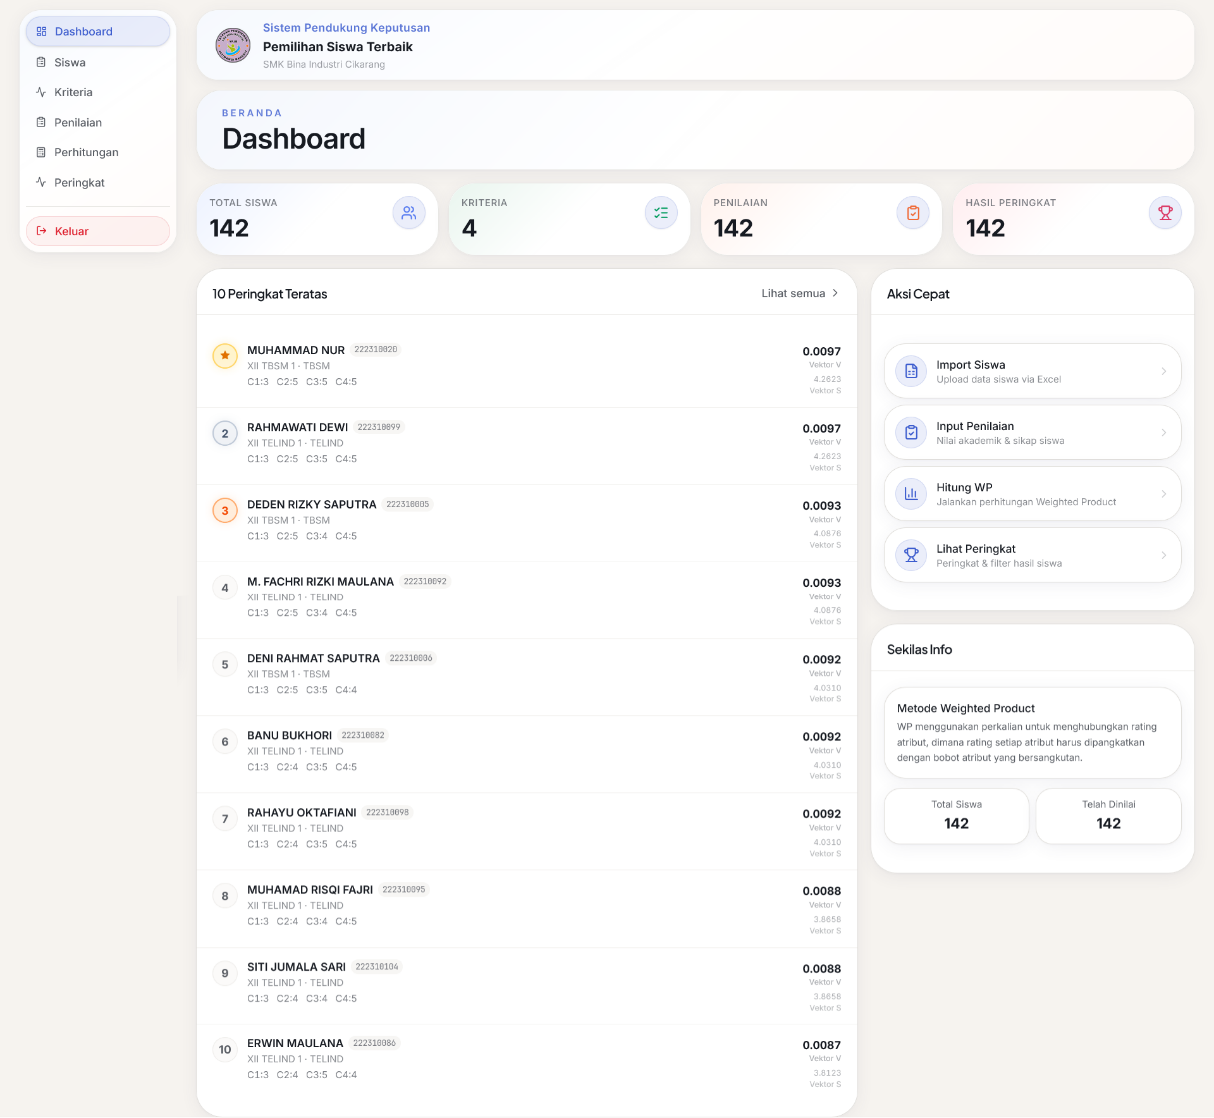 Dashboard
Siswa
Kriteria
Penilaian
Perhitungan
Peringkat
Keluar
Sistem Pendukung Keputusan
Pemilihan Siswa Terbaik
SMK Bina Industri Cikarang
BERANDA
Dashboard
TOTAL SISWA
142
KRITERIA
4
PENILAIAN
142
HASIL PERINGKAT
142
10 Peringkat Teratas
Lihat semua
MUHAMMAD NUR 222310020
XII TBSM 1 · TBSM
C1:3 C2:5 C3:5 C4:5
0.0097
Vektor V
4.2623
Vektor S
2
RAHMAWATI DEWI 222310099
XII TELIND 1 · TELIND
C1:3 C2:5 C3:5 C4:5
0.0097
Vektor V
4.2623
Vektor S
3
DEDEN RIZKY SAPUTRA 222310005
XII TBSM 1 · TBSM
C1:3 C2:5 C3:4 C4:5
0.0093
Vektor V
4.0876
Vektor S
4
M. FACHRI RIZKI MAULANA 222310092
XII TELIND 1 · TELIND
C1:3 C2:5 C3:4 C4:5
0.0093
Vektor V
4.0876
Vektor S
5
DENI RAHMAT SAPUTRA 222310006
XII TBSM 1 · TBSM
C1:3 C2:5 C3:5 C4:4
0.0092
Vektor V
4.0310
Vektor S
6
BANU BUKHORI 222310082
XII TELIND 1 · TELIND
C1:3 C2:4 C3:5 C4:5
0.0092
Vektor V
4.0310
Vektor S
7
RAHAYU OKTAFIANI 222310098
XII TELIND 1 · TELIND
C1:3 C2:4 C3:5 C4:5
0.0092
Vektor V
4.0310
Vektor S
8
MUHAMAD RISQI FAJRI 222310095
XII TELIND 1 · TELIND
C1:3 C2:4 C3:4 C4:5
0.0088
Vektor V
3.8658
Vektor S
9
SITI JUMALA SARI 222310104
XII TELIND 1 · TELIND
C1:3 C2:4 C3:4 C4:5
0.0088
Vektor V
3.8658
Vektor S
10
ERWIN MAULANA 222310086
XII TELIND 1 · TELIND
C1:3 C2:4 C3:5 C4:4
0.0087
Vektor V
3.8123
Vektor S
Aksi Cepat
Import Siswa
Upload data siswa via Excel
Input Penilaian
Nilai akademik & sikap siswa
Hitung WP
Jalankan perhitungan Weighted Product
Lihat Peringkat
Peringkat & filter hasil siswa
Sekilas Info
Metode Weighted Product
WP menggunakan perkalian untuk menghubungkan rating
atribut, dimana rating setiap atribut harus dipangkatkan
dengan bobot atribut yang bersangkutan.
Total Siswa
142
Telah Dinilai
142